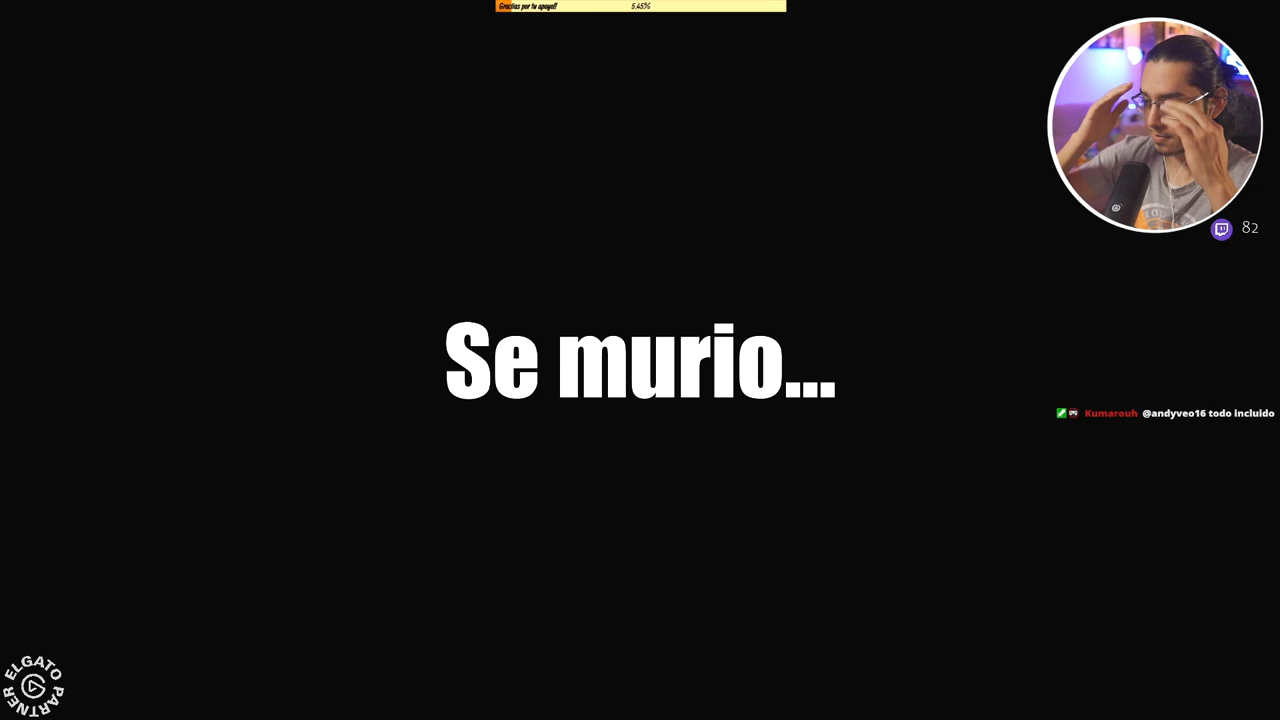 Gracias por tu apoyo!!
5.45%
82
Se murio...
Kumarouh @andyveo16 todo incluido
ELGATO PARTNER